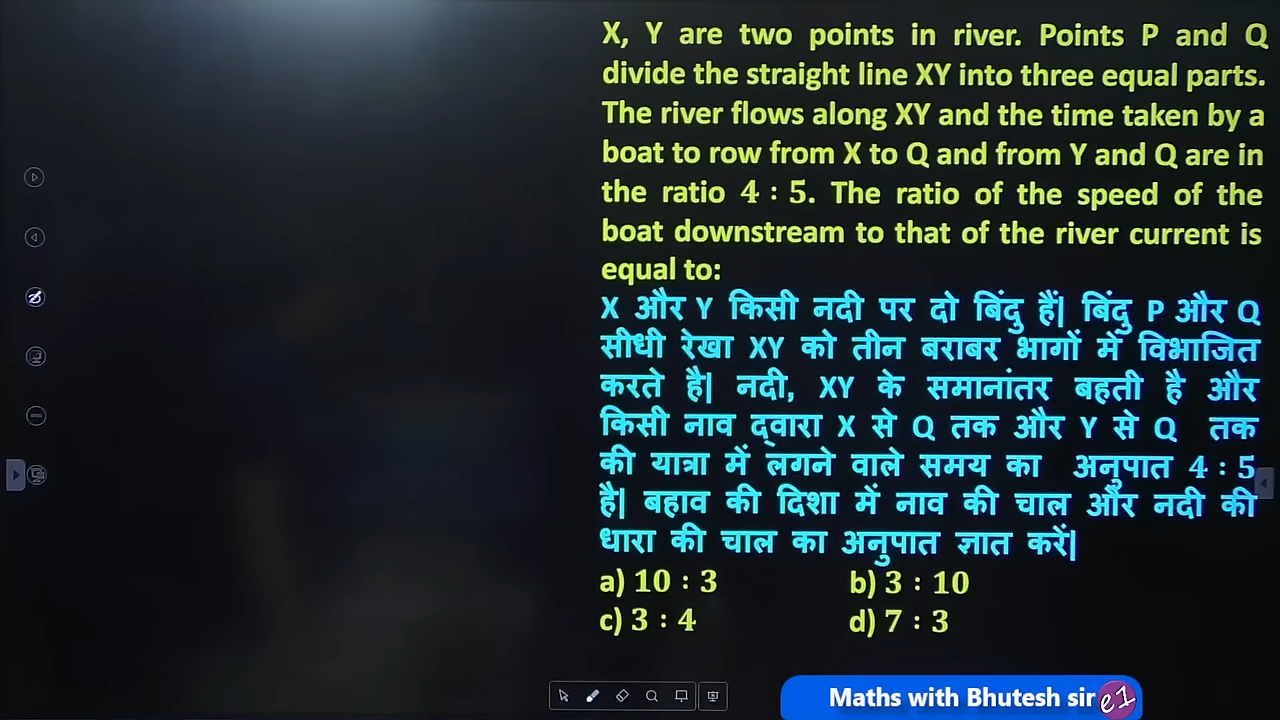 X, Y are two points in river. Points P and Q
divide the straight line XY into three equal parts.
The river flows along XY and the time taken by a
boat to row from X to Q and from Y and Q are in
the ratio 4 : 5. The ratio of the speed of the
boat downstream to that of the river current is
equal to:
X और Y किसी नदी पर दो बिंदु हैं| बिंदु P और Q
सीधी रेखा XY को तीन बराबर भागों में विभाजित
करते है| नदी, XY के समानांतर बहती है और
किसी नाव द्वारा X से Q तक और Y से Q तक
की यात्रा में लगने वाले समय का अनुपात 4 : 5
है| बहाव की दिशा में नाव की चाल और नदी की
धारा की चाल का अनुपात ज्ञात करें|
a) 10 : 3 b) 3 : 10
c) 3 : 4 d) 7 : 3
Maths with Bhutesh sir e1